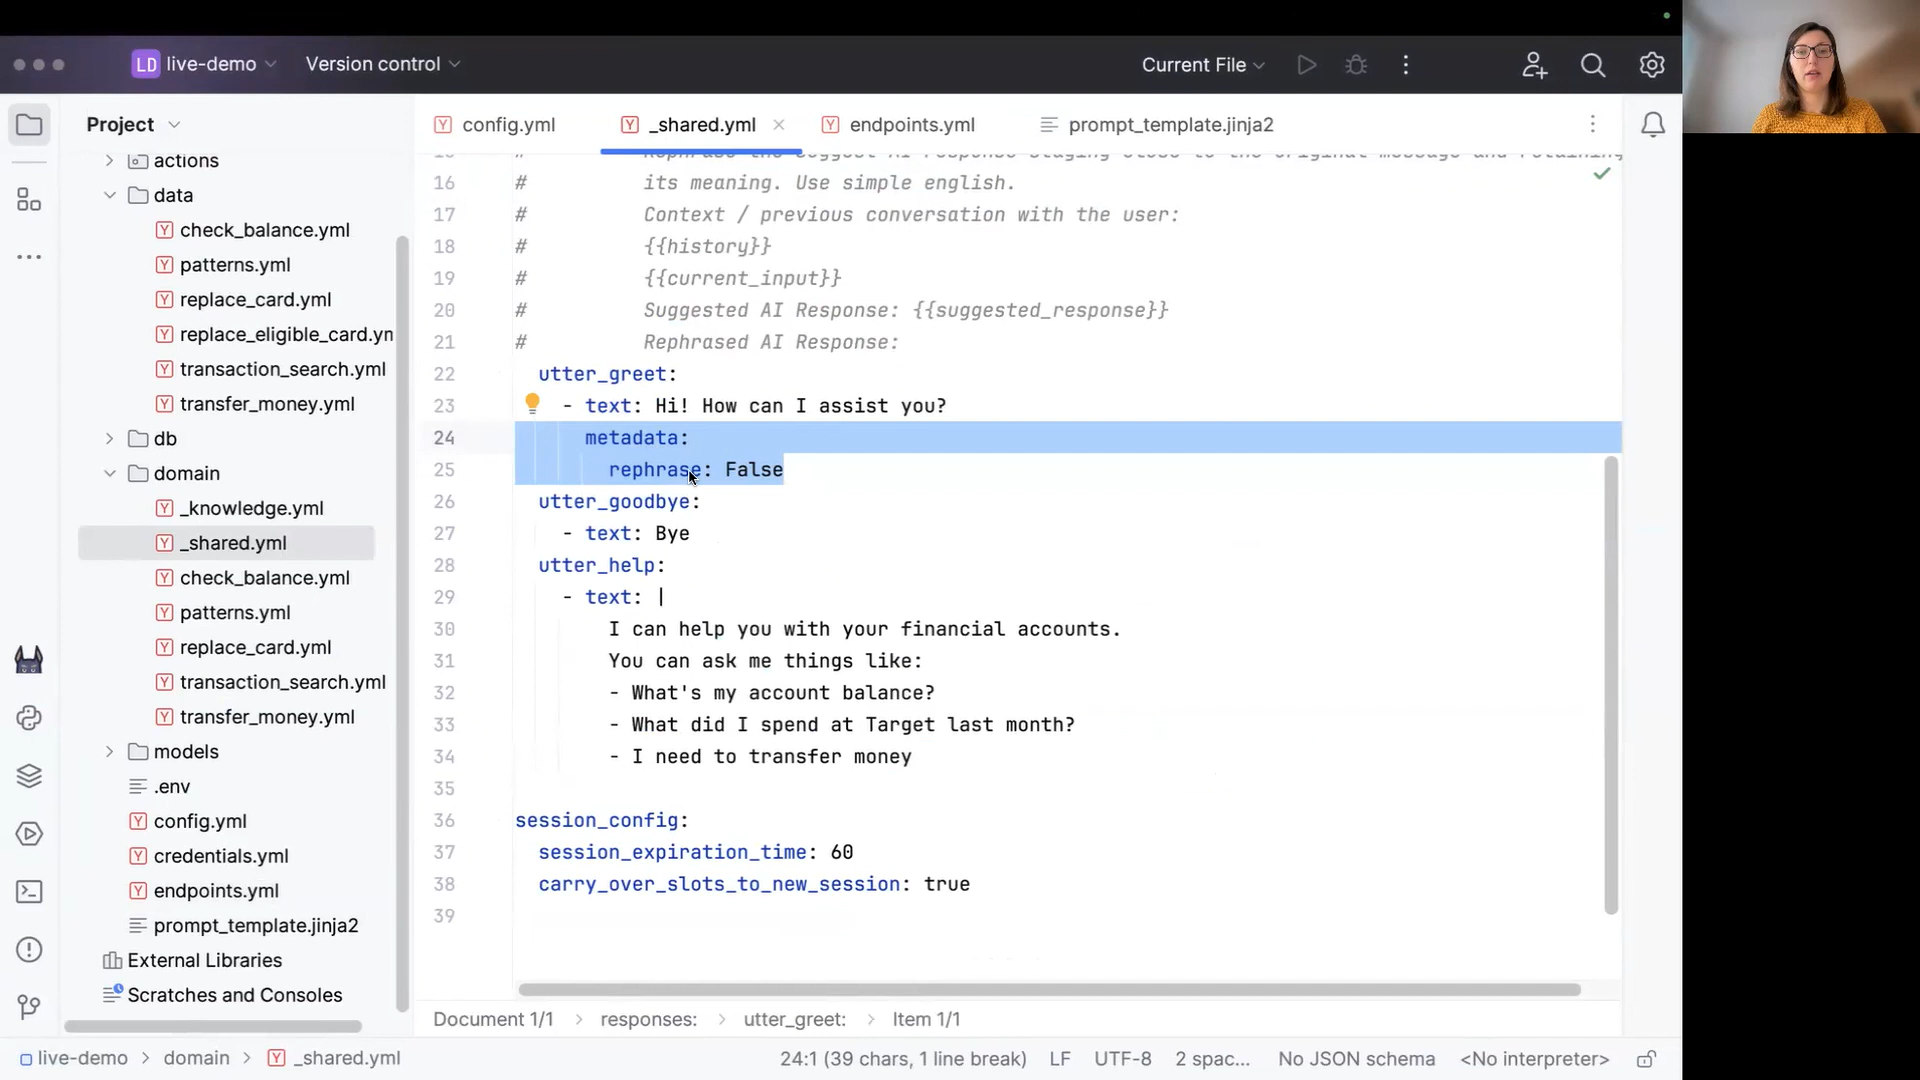 LD live-demo
Version control
Current File
Project
config.yml
_shared.yml
endpoints.yml
prompt_template.jinja2
actions
data
check_balance.yml
patterns.yml
replace_card.yml
replace_eligible_card.yn
transaction_search.yml
transfer_money.yml
db
domain
_knowledge.yml
_shared.yml
check_balance.yml
patterns.yml
replace_card.yml
transaction_search.yml
transfer_money.yml
models
.env
config.yml
credentials.yml
endpoints.yml
prompt_template.jinja2
External Libraries
Scratches and Consoles
16 # its meaning. Use simple english.
17 # Context / previous conversation with the user:
18 # {{history}}
19 # {{current_input}}
20 # Suggested AI Response: {{suggested_response}}
21 # Rephrased AI Response:
22 utter_greet:
23 - text: Hi! How can I assist you?
24 metadata:
25 rephrase: False
26 utter_goodbye:
27 - text: Bye
28 utter_help:
29 - text: |
30 I can help you with your financial accounts.
31 You can ask me things like:
32 - What's my account balance?
33 - What did I spend at Target last month?
34 - I need to transfer money
35
36 session_config:
37 session_expiration_time: 60
38 carry_over_slots_to_new_session: true
39
Document 1/1 > responses: > utter_greet: > Item 1/1
live-demo > domain > _shared.yml
24:1 (39 chars, 1 line break)
LF
UTF-8
2 spac...
No JSON schema
<No interpreter>